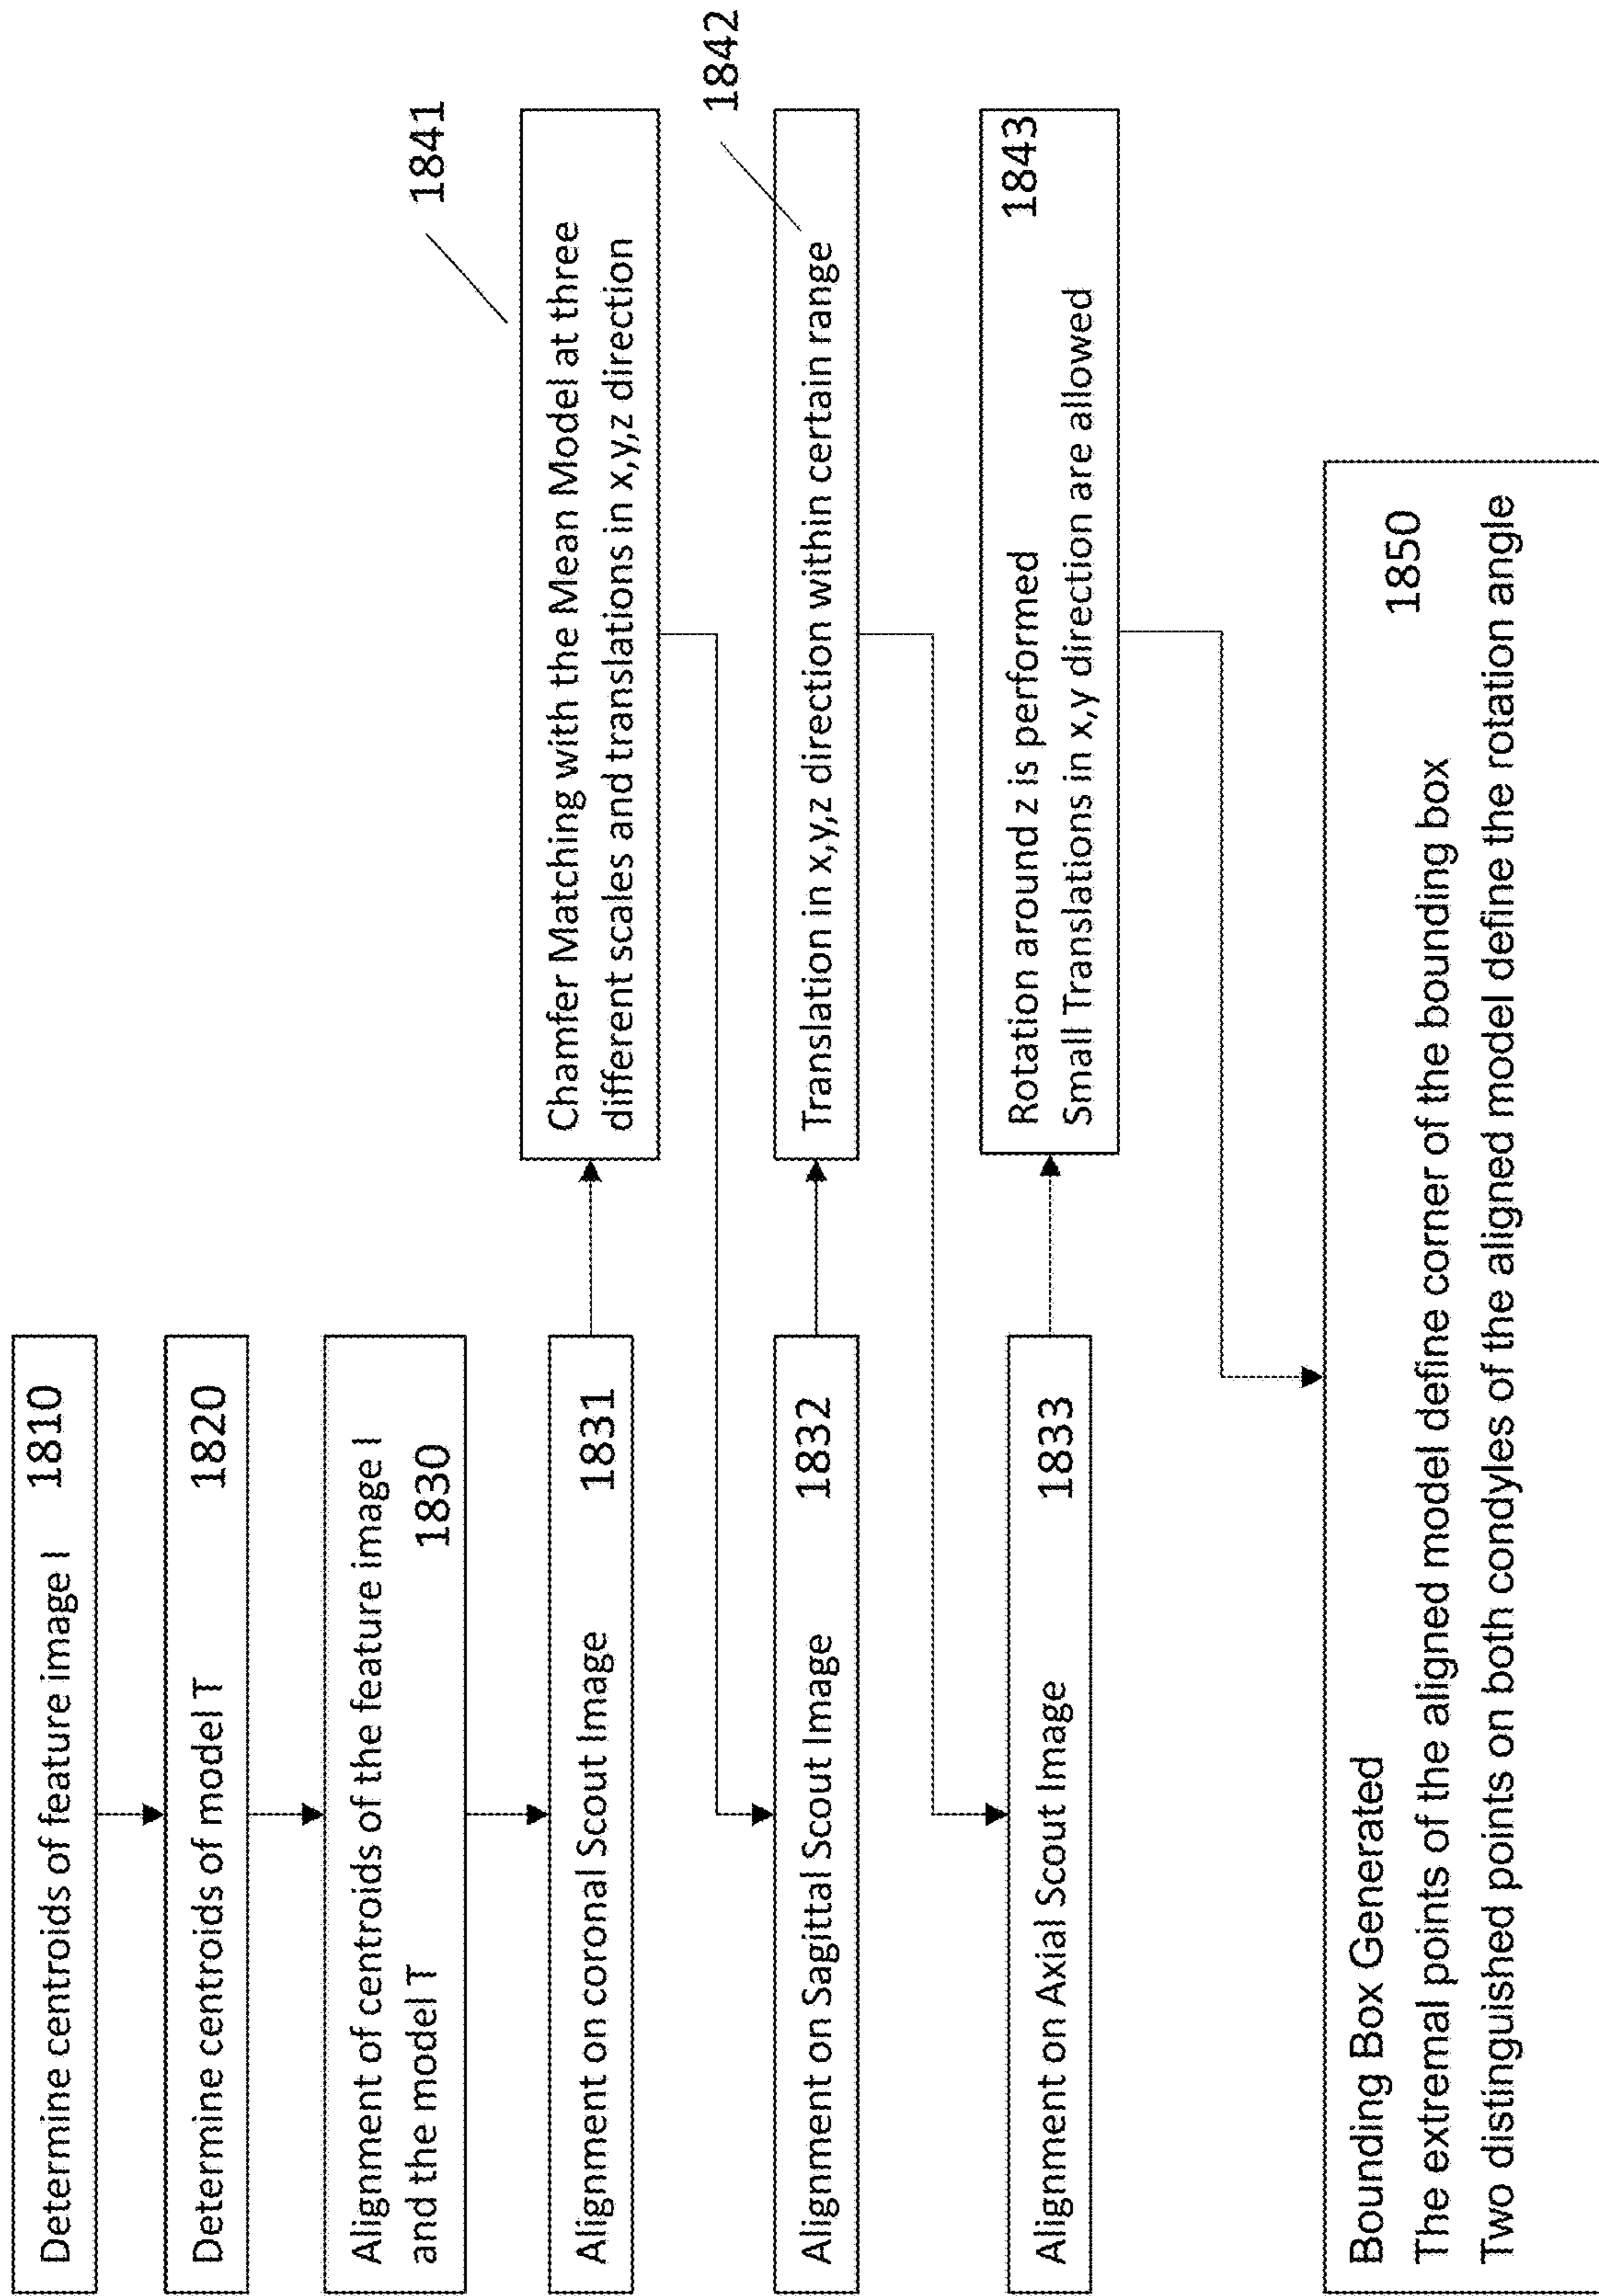 Determine centroids of feature image I 1810
Determine centroids of model T 1820
Alignment of centroids of the feature image I
and the model T 1830
Alignment on coronal Scout Image 1831
1841
Chamfer Matching with the Mean Model at three
different scales and translations in x,y,z direction
Alignment on Sagittal Scout Image 1832
1842
Translation in x,y,z direction within certain range
Alignment on Axial Scout Image 1833
Rotation around z is performed 1843
Small Translations in x,y direction are allowed
Bounding Box Generated 1850
The extremal points of the aligned model define corner of the bounding box
Two distinguished points on both condyles of the aligned model define the rotation angle